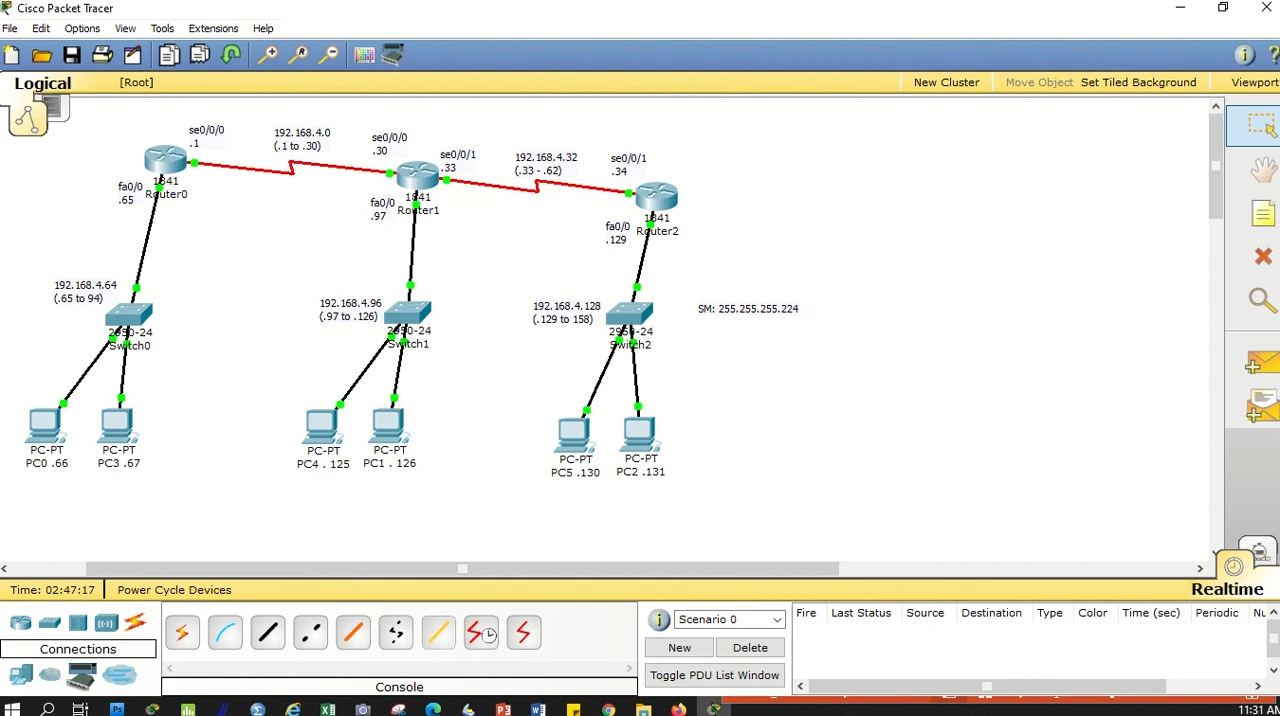 Cisco Packet Tracer
File Edit Options View Tools Extensions Help
Logical
[Root]
New Cluster
Move Object
Set Tiled Background
Viewport
se0/0/0
.1
192.168.4.0
(.1 to .30)
se0/0/0
.30
se0/0/1
.33
192.168.4.32
(.33 - .62)
se0/0/1
.34
1841
Router0
fa0/0
.65
1841
Router1
fa0/0
.97
1841
Router2
fa0/0
.129
192.168.4.64
(.65 to 94)
2950-24
Switch0
192.168.4.96
(.97 to .126)
2950-24
Switch1
192.168.4.128
(.129 to 158)
2950-24
Switch2
SM: 255.255.255.224
PC-PT
PC0 .66
PC-PT
PC3 .67
PC-PT
PC4 . 125
PC-PT
PC1 . 126
PC-PT
PC5 .130
PC-PT
PC2 .131
Time: 02:47:17
Power Cycle Devices
Realtime
Connections
Console
Scenario 0
New
Delete
Toggle PDU List Window
Fire Last Status Source Destination Type Color Time (sec) Periodic
11:31